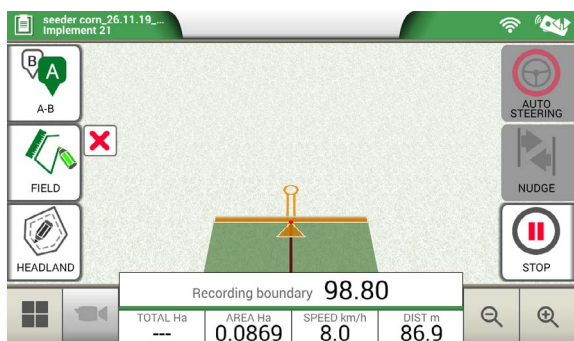 seeder corn_26.11.19_...
Implement 21
B
A
A-B
FIELD
HEADLAND
AUTO
STEERING
NUDGE
STOP
Recording boundary 98.80
TOTAL Ha
---
AREA Ha
0.0869
SPEED km/h
8.0
DIST m
86.9